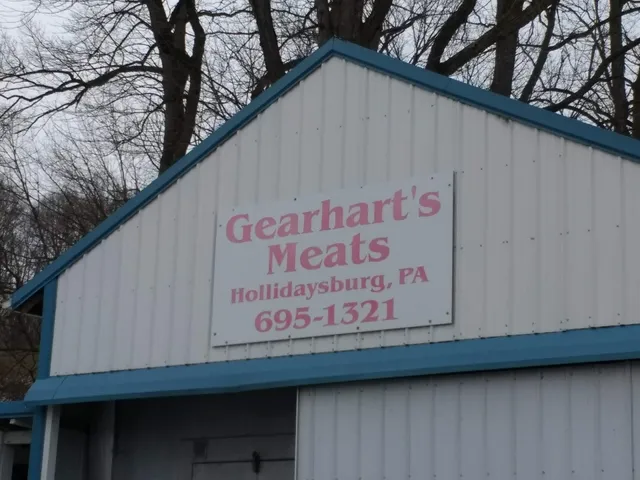 Gearhart's
Meats
Hollidaysburg, PA
695-1321